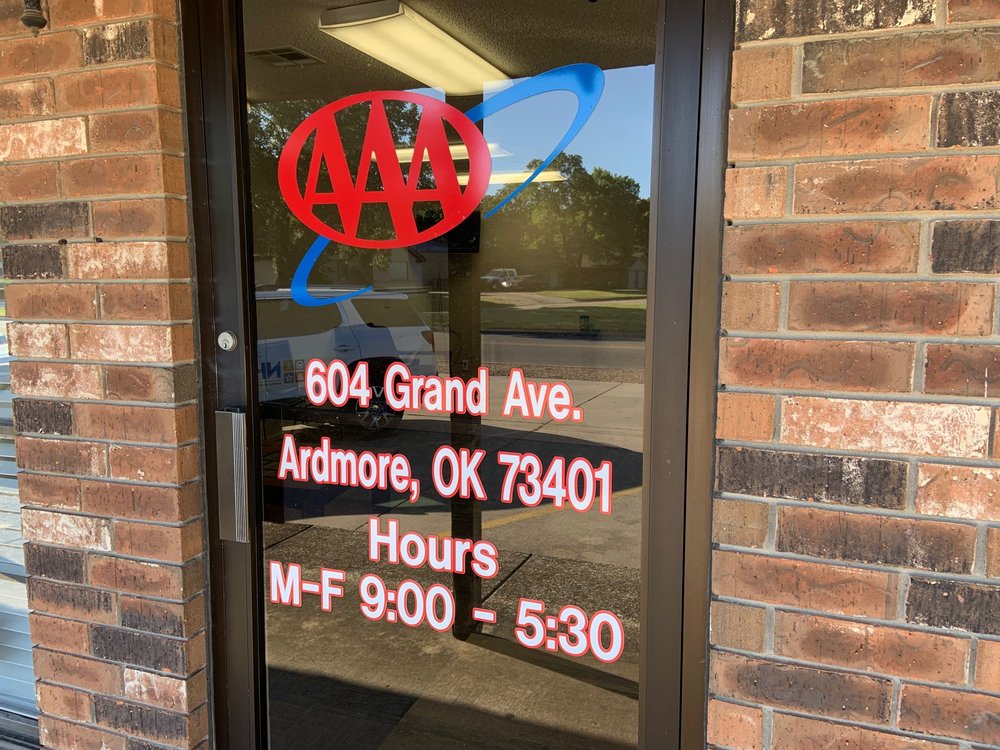 AAA
604 Grand Ave.
Ardmore, OK 73401
Hours
M-F 9:00 - 5:30